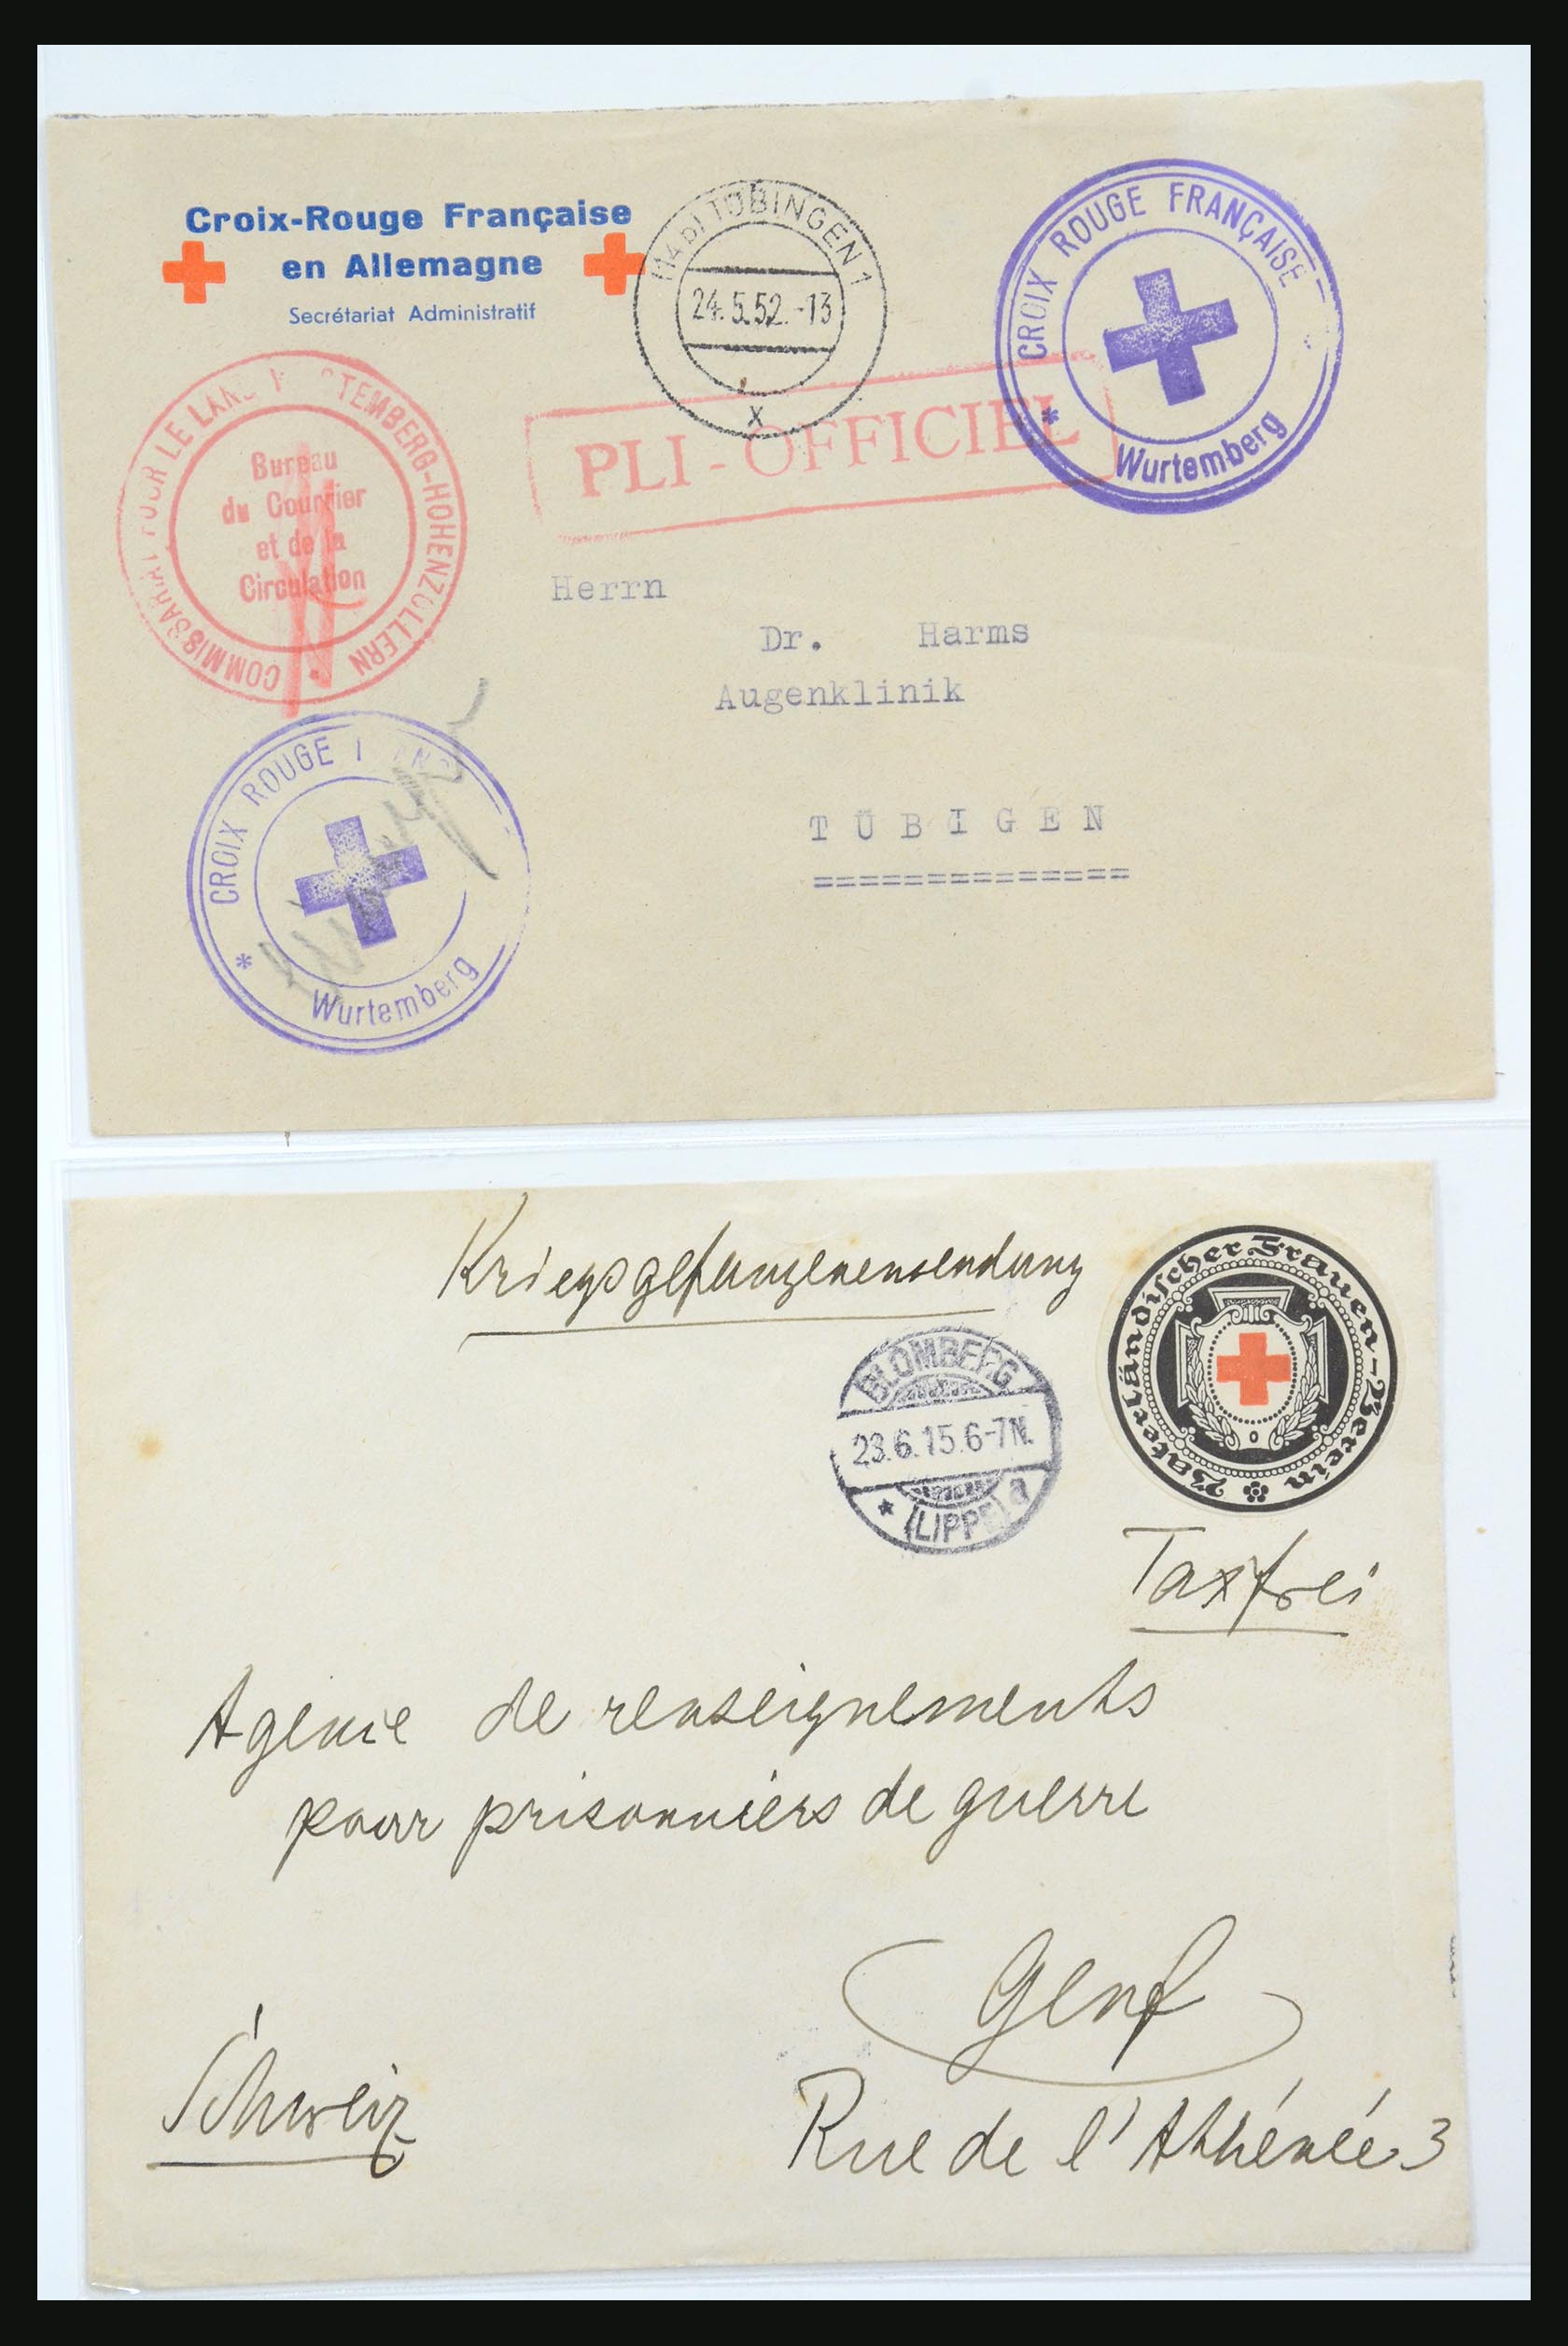 Croix-Rouge Française
en Allemagne
Secrétariat Administratif
(14b) TÜBINGEN 1
24.5.52.-13
x
CROIX ROUGE FRANÇAISE
* Wurtemberg
COMMISSARIAT POUR LE LAND TEMBERG-HOHENZOLLERN
Bureau
du Courrier
et de la
Circulation
PLI-OFFICIEL
Herrn
Dr. Harms
Augenklinik
TÜBIGEN
==============
CROIX ROUGE
* Wurtemberg
Kriegsgefangenensendung
Vaterländischer Frauen-Verein
BLOMBERG
23.6.15.6-7N.
* (LIPPE) a
Taxfrei
Agence de renseignements
pour prisonniers de guerre
Genf
Schweiz
Rue de l'Athénée 3